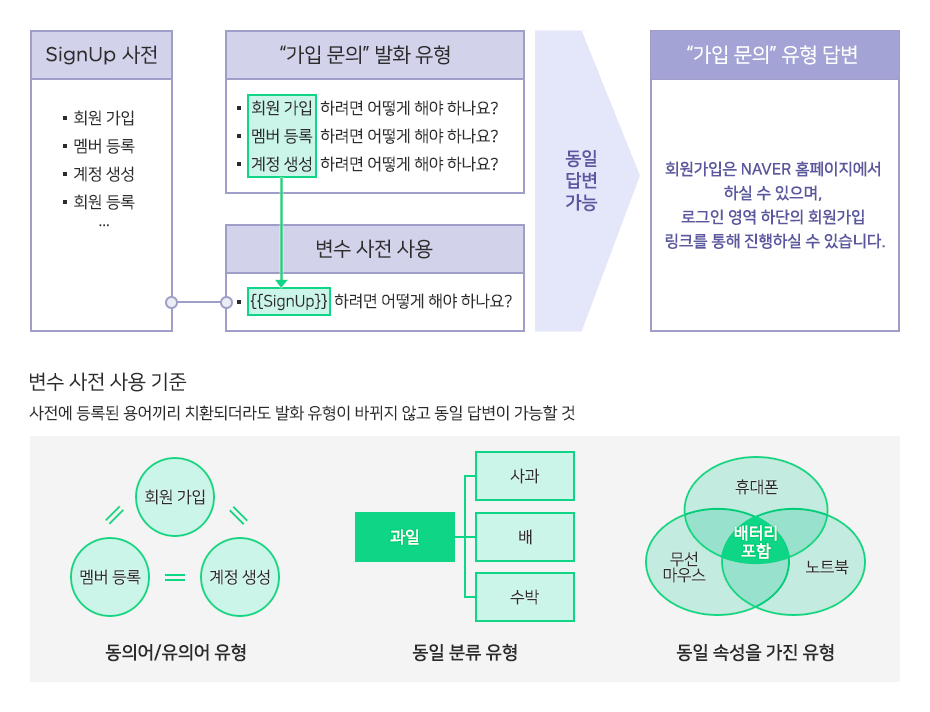 SignUp 사전
▪ 회원 가입
▪ 멤버 등록
▪ 계정 생성
▪ 회원 등록
...
“가입 문의” 발화 유형
▪ 회원 가입 하려면 어떻게 해야 하나요?
▪ 멤버 등록 하려면 어떻게 해야 하나요?
▪ 계정 생성 하려면 어떻게 해야 하나요?
변수 사전 사용
▪ {{SignUp}} 하려면 어떻게 해야 하나요?
동일
답변
가능
“가입 문의” 유형 답변
회원가입은 NAVER 홈페이지에서
하실 수 있으며,
로그인 영역 하단의 회원가입
링크를 통해 진행하실 수 있습니다.
변수 사전 사용 기준
사전에 등록된 용어끼리 치환되더라도 발화 유형이 바뀌지 않고 동일 답변이 가능할 것
회원 가입
멤버 등록
계정 생성
동의어/유의어 유형
과일
사과
배
수박
동일 분류 유형
휴대폰
배터리
포함
무선
마우스
노트북
동일 속성을 가진 유형